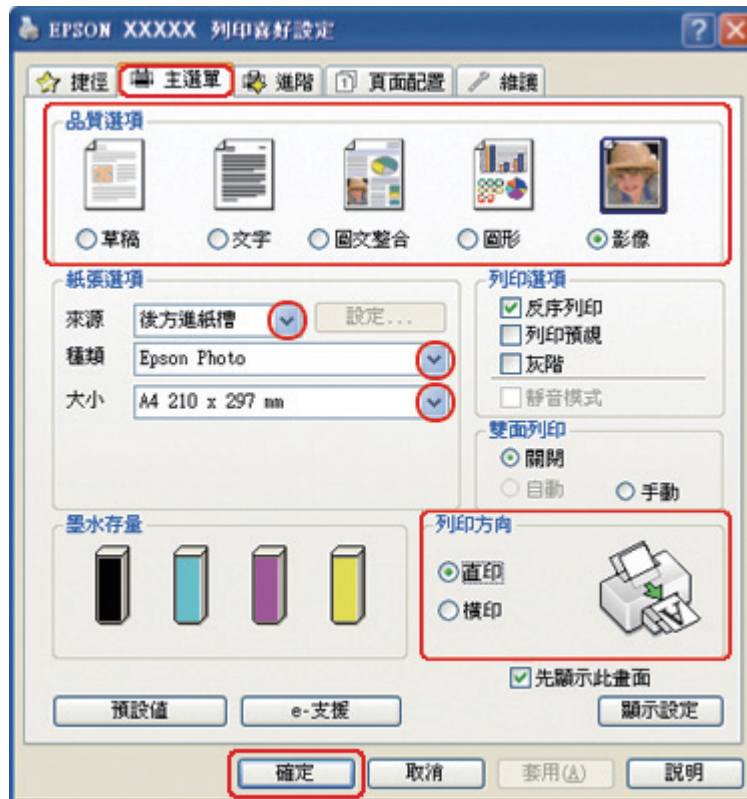 EPSON XXXXX 列印喜好設定
捷徑 主選單 進階 頁面配置 維護
品質選項
草稿 文字 圖文整合 圖形 影像
紙張選項
來源 後方進紙槽 設定...
種類 Epson Photo
大小 A4 210 x 297 mm
列印選項
反序列印
列印預視
灰階
靜音模式
雙面列印
關閉
自動 手動
墨水存量
列印方向
直印
橫印
先顯示此畫面
預設值 e-支援 顯示設定
確定 取消 套用(A) 說明